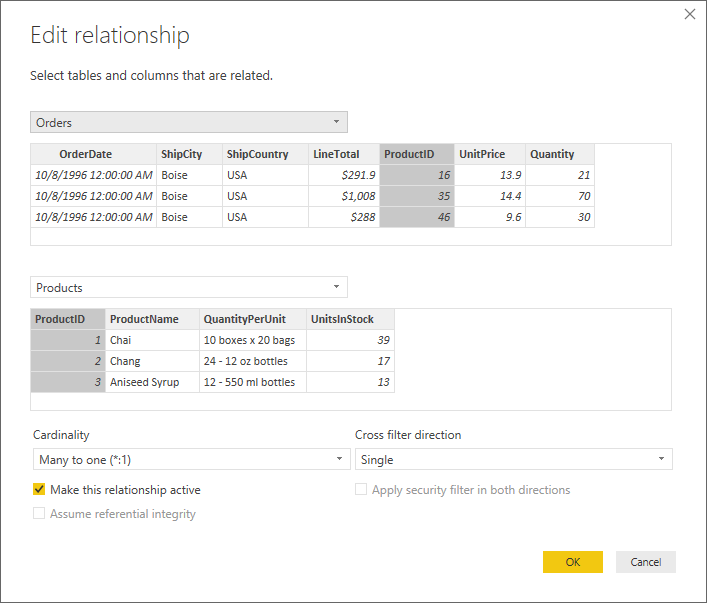 Edit relationship
Select tables and columns that are related.
Orders
OrderDate ShipCity ShipCountry LineTotal ProductID UnitPrice Quantity
10/8/1996 12:00:00 AM Boise USA $291.9 16 13.9 21
10/8/1996 12:00:00 AM Boise USA $1,008 35 14.4 70
10/8/1996 12:00:00 AM Boise USA $288 46 9.6 30
Products
ProductID ProductName QuantityPerUnit UnitsInStock
1 Chai 10 boxes x 20 bags 39
2 Chang 24 - 12 oz bottles 17
3 Aniseed Syrup 12 - 550 ml bottles 13
Cardinality Cross filter direction
Many to one (*:1) Single
Make this relationship active Apply security filter in both directions
Assume referential integrity
OK Cancel